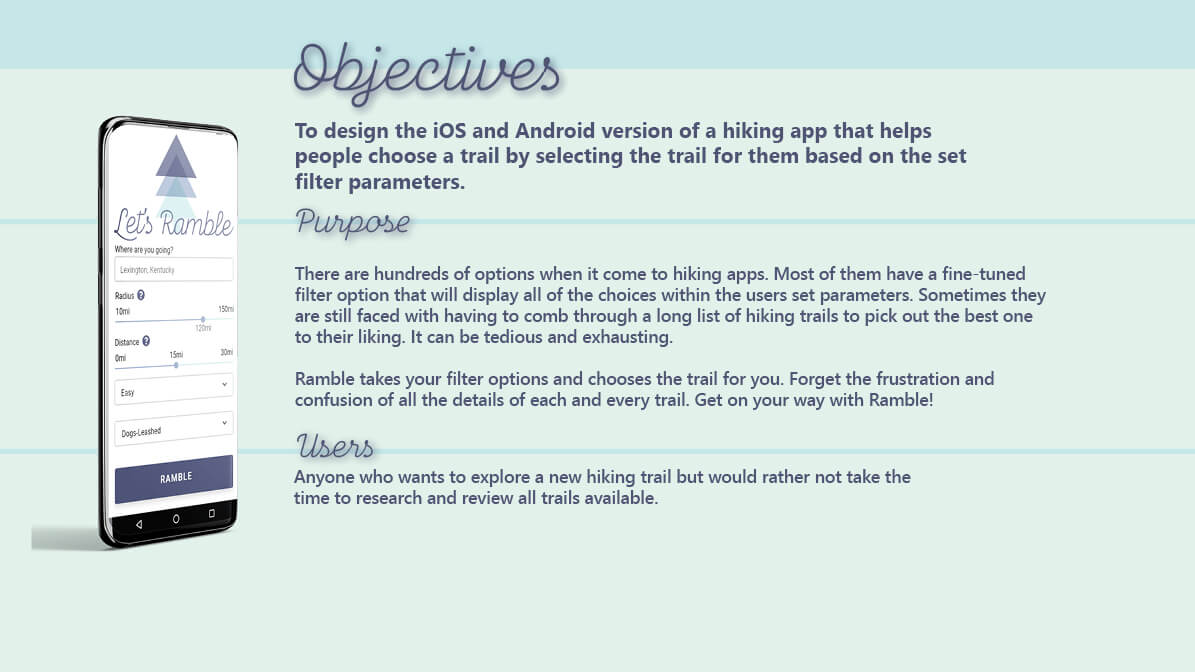 Objectives
To design the iOS and Android version of a hiking app that helps
people choose a trail by selecting the trail for them based on the set
filter parameters.
Purpose
There are hundreds of options when it come to hiking apps. Most of them have a fine-tuned
filter option that will display all of the choices within the users set parameters. Sometimes they
are still faced with having to comb through a long list of hiking trails to pick out the best one
to their liking. It can be tedious and exhausting.
Ramble takes your filter options and chooses the trail for you. Forget the frustration and
confusion of all the details of each and every trail. Get on your way with Ramble!
Users
Anyone who wants to explore a new hiking trail but would rather not take the
time to research and review all trails available.
Let's Ramble
Where are you going?
Lexington, Kentucky
Radius ?
10mi 150mi
120mi
Distance ?
0mi 15mi 30mi
Easy
Dogs-Leashed
RAMBLE